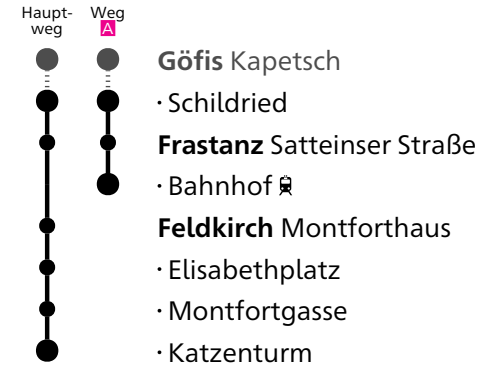 Haupt- Weg
weg A
Göfis Kapetsch
· Schildried
Frastanz Satteinser Straße
· Bahnhof
Feldkirch Montforthaus
· Elisabethplatz
· Montfortgasse
· Katzenturm